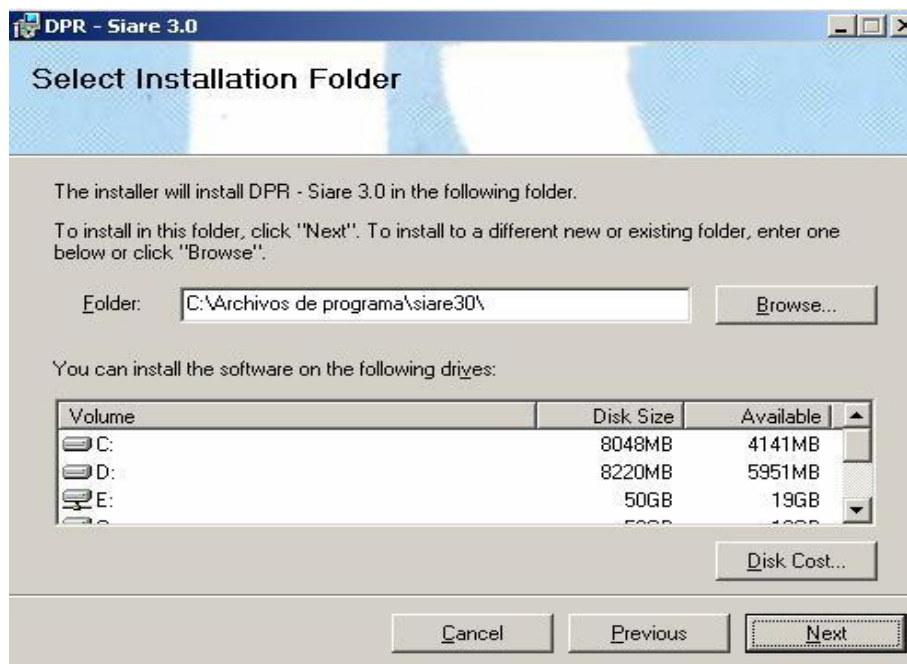 DPR - Siare 3.0
Select Installation Folder
The installer will install DPR - Siare 3.0 in the following folder.
To install in this folder, click "Next". To install to a different new or existing folder, enter one
below or click "Browse".
Folder: C:\Archivos de programa\siare30\ Browse...
You can install the software on the following drives:
Volume Disk Size Available
C: 8048MB 4141MB
D: 8220MB 5951MB
E: 50GB 19GB
Disk Cost...
Cancel Previous Next